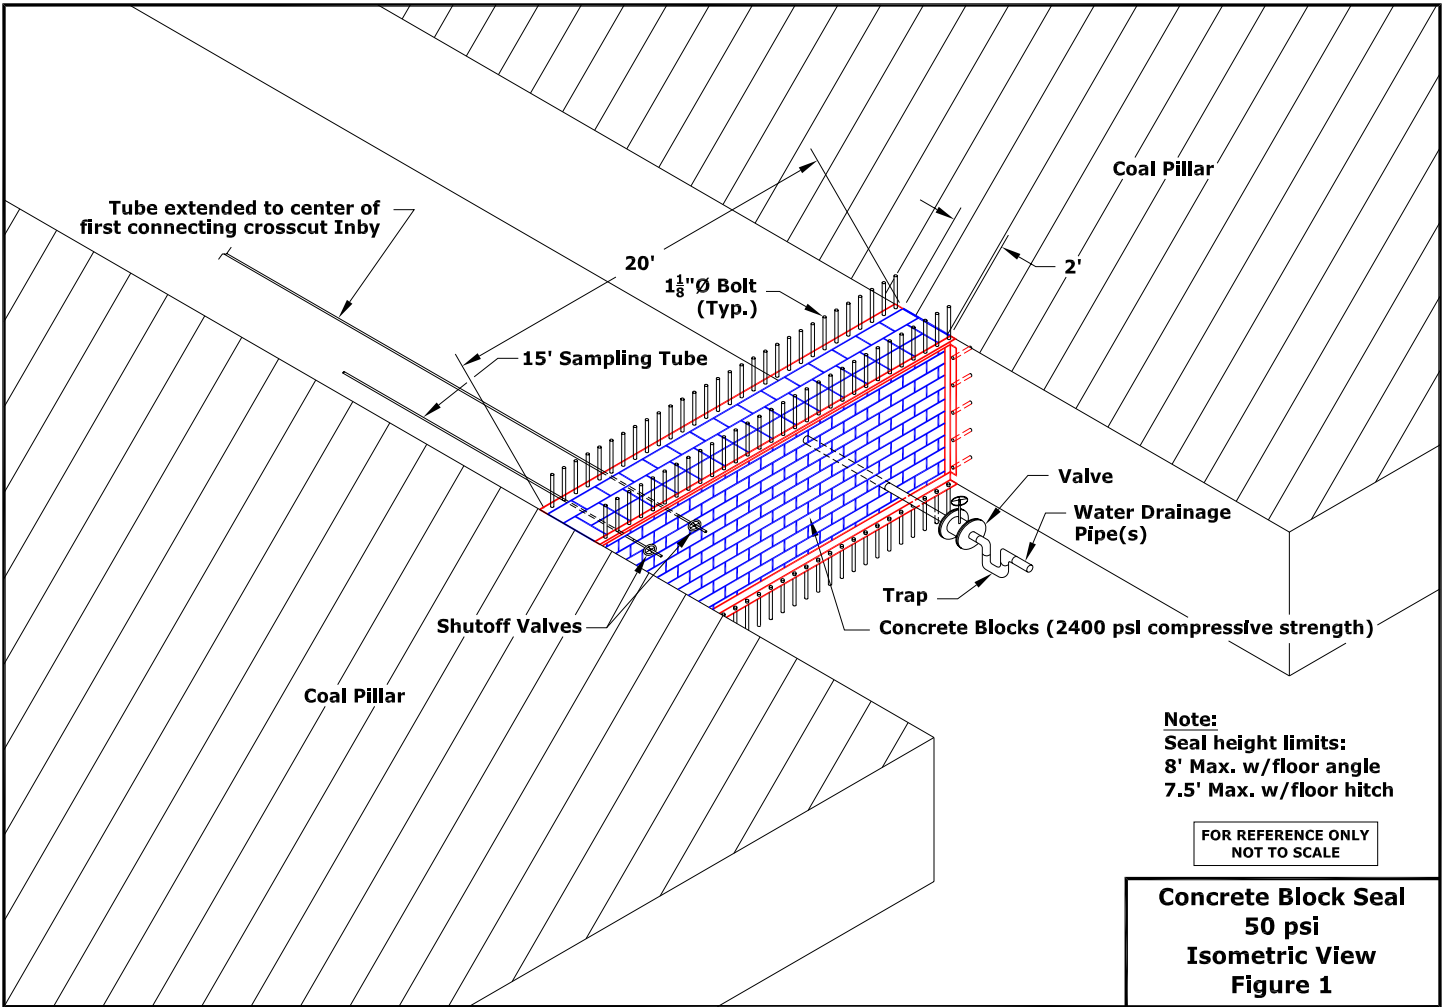 Tube extended to center of
first connecting crosscut Inby
20'
1 1/8"Ø Bolt
(Typ.)
15' Sampling Tube
Coal Pillar
2'
Valve
Water Drainage
Pipe(s)
Trap
Shutoff Valves
Concrete Blocks (2400 psi compressive strength)
Coal Pillar
Note:
Seal height limits:
8' Max. w/floor angle
7.5' Max. w/floor hitch
FOR REFERENCE ONLY
NOT TO SCALE
Concrete Block Seal
50 psi
Isometric View
Figure 1